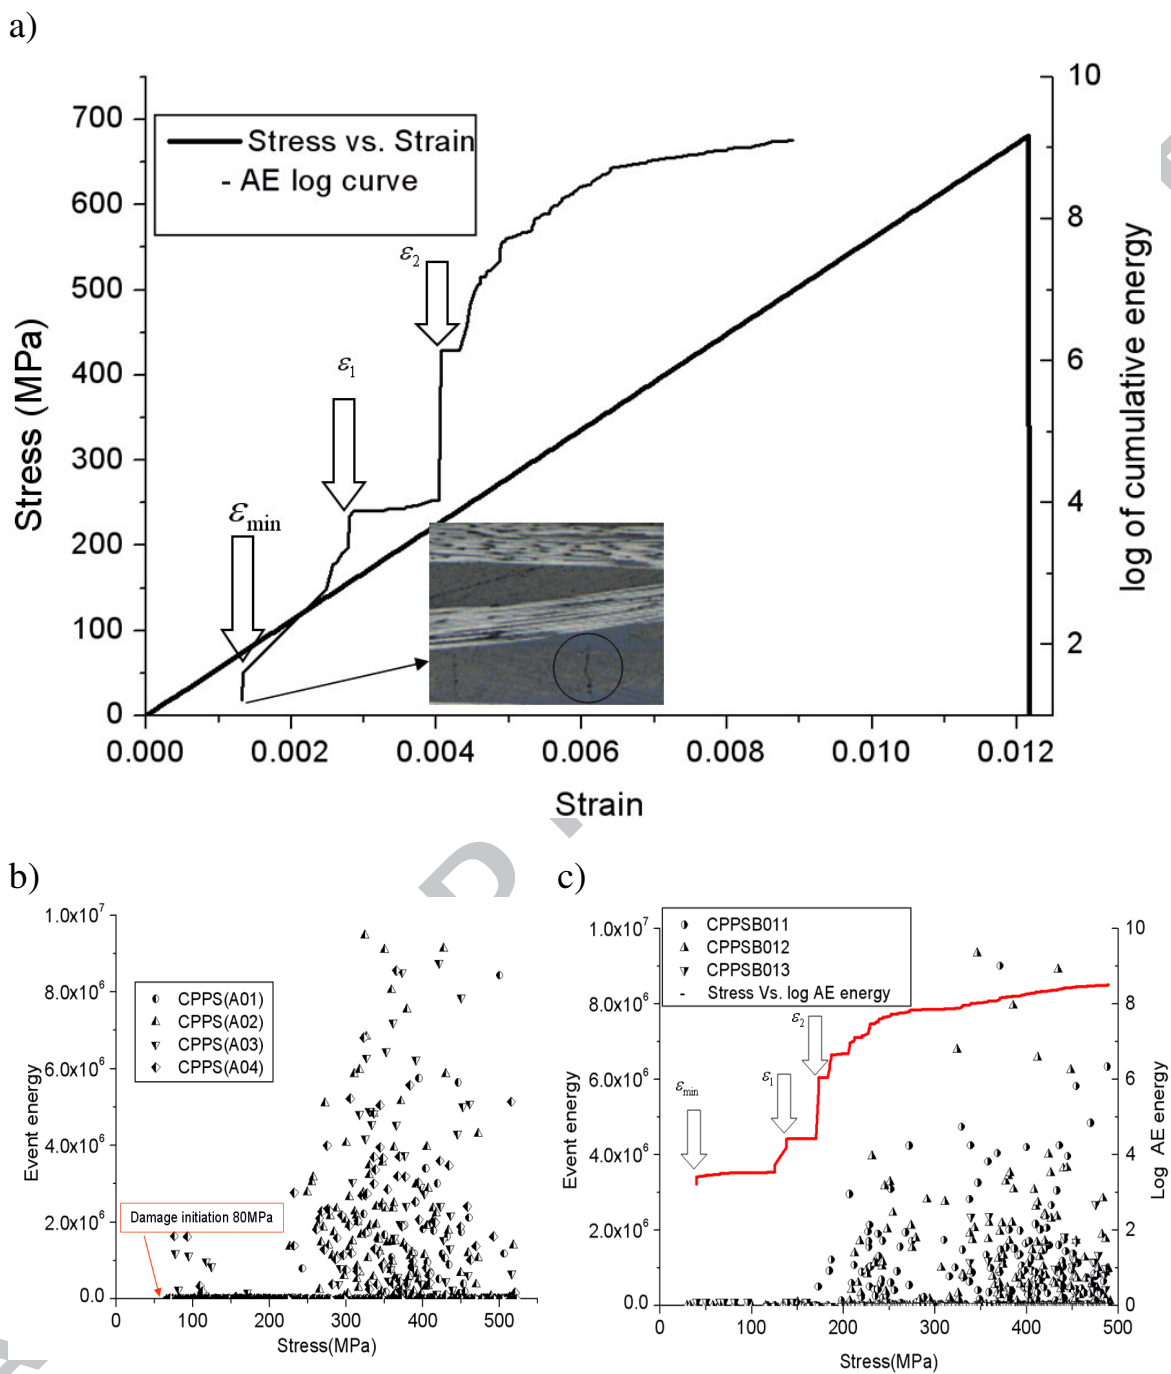 a)
10
700
Stress vs. Strain
- AE log curve
600
8
ε2
500
Stress (MPa)
log of cumulative energy
6
400
ε1
300
4
εmin
200
100
2
0
0.000
0.002
0.004
0.006
0.008
0.010
0.012
Strain
b)
c)
1.0x10^7
CPPS(A01)
CPPS(A02)
CPPS(A03)
CPPS(A04)
8.0x10^6
6.0x10^6
4.0x10^6
2.0x10^6
0.0
Event energy
Damage initiation 80MPa
0
100
200
300
400
500
Stress(MPa)
CPPSB011
CPPSB012
CPPSB013
- Stress Vs. log AE energy
1.0x10^7
8.0x10^6
6.0x10^6
4.0x10^6
2.0x10^6
0.0
Event energy
ε2
ε1
εmin
10
8
6
4
2
0
Log AE energy
0
100
200
300
400
500
Stress(MPa)